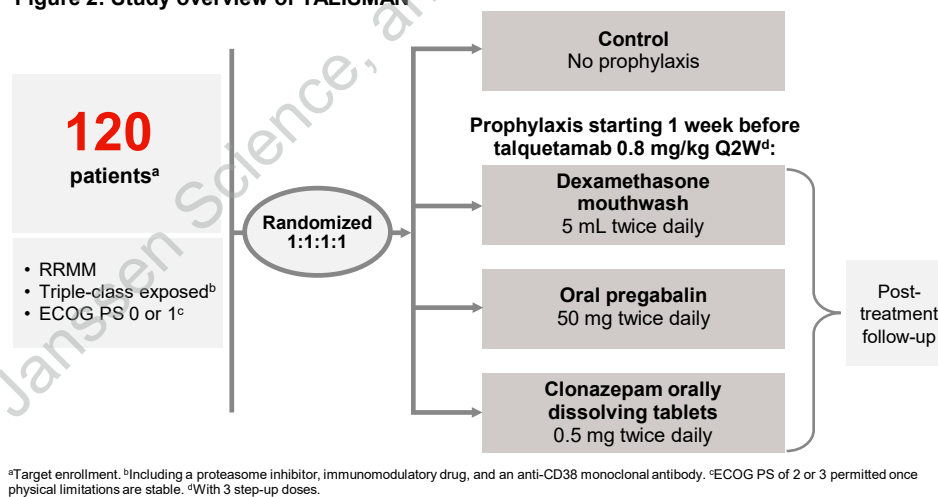 Figure 2: Study overview of TALISMAN
Janssen Science, an
120
patientsᵃ
• RRMM
• Triple-class exposedᵇ
• ECOG PS 0 or 1ᶜ
Randomized
1:1:1:1
Control
No prophylaxis
Prophylaxis starting 1 week before
talquetamab 0.8 mg/kg Q2Wᵈ:
Dexamethasone
mouthwash
5 mL twice daily
Oral pregabalin
50 mg twice daily
Clonazepam orally
dissolving tablets
0.5 mg twice daily
Post-
treatment
follow-up
ᵃTarget enrollment. ᵇIncluding a proteasome inhibitor, immunomodulatory drug, and an anti-CD38 monoclonal antibody. ᶜECOG PS of 2 or 3 permitted once
physical limitations are stable. ᵈWith 3 step-up doses.